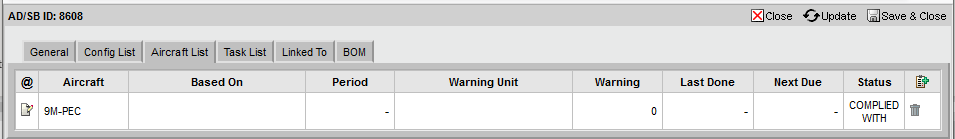 AD/SB ID: 8608 Close Update Save & Close
General Config List Aircraft List Task List Linked To BOM
@ Aircraft Based On Period Warning Unit Warning Last Done Next Due Status
9M-PEC - 0 - - COMPLIED
WITH